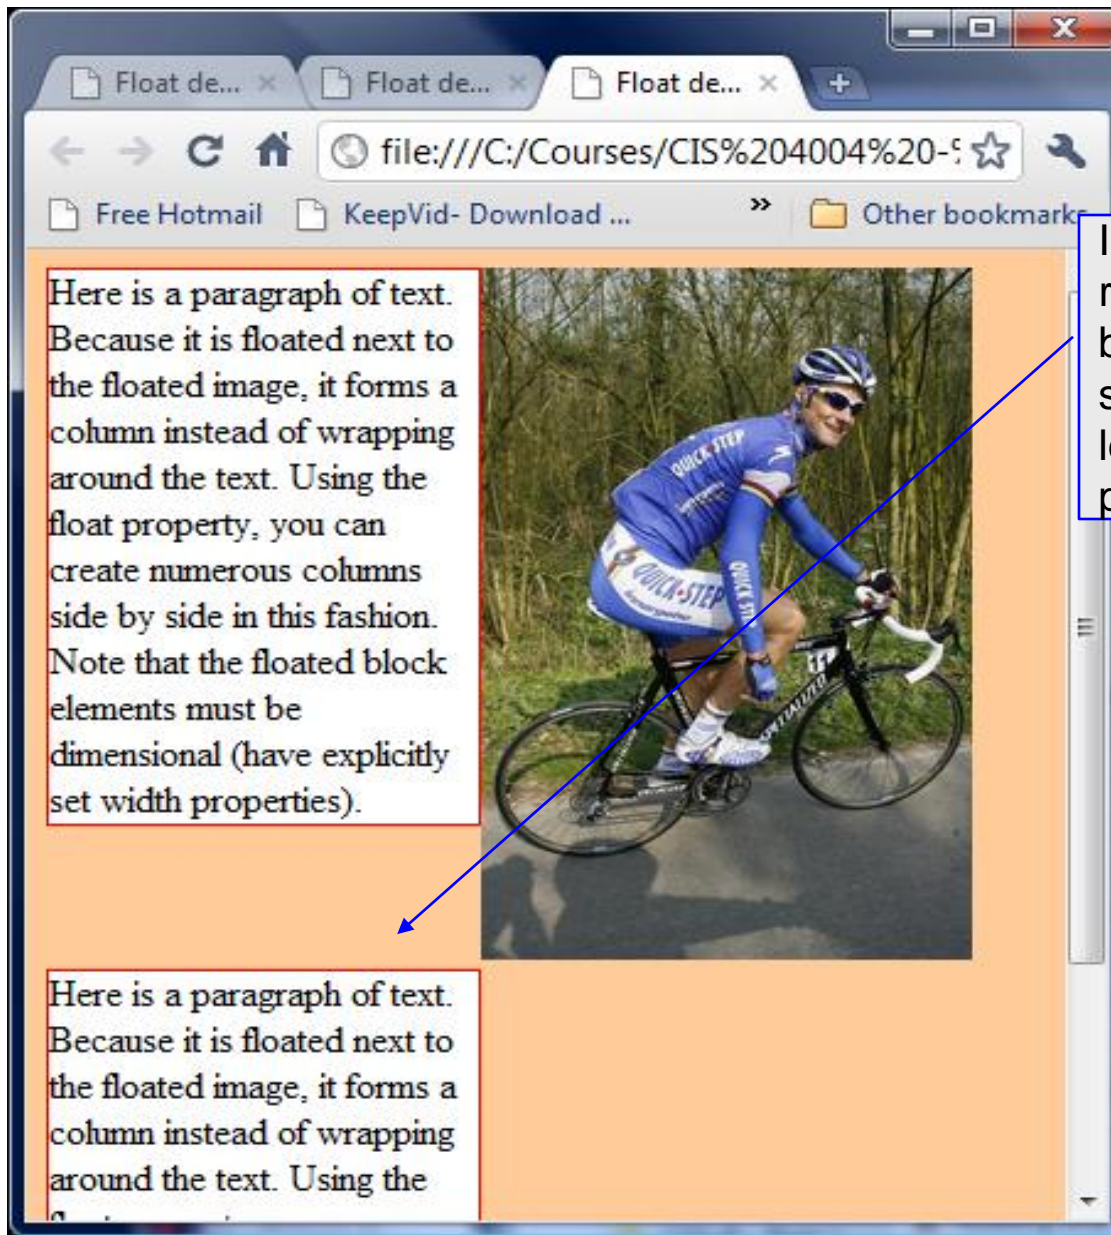 Float de...
Float de...
Float de...
file:///C:/Courses/CIS%204004%20-%
Free Hotmail
KeepVid- Download ...
»
Other bookmarks
Here is a paragraph of text.
Because it is floated next to
the floated image, it forms a
column instead of wrapping
around the text. Using the
float property, you can
create numerous columns
side by side in this fashion.
Note that the floated block
elements must be
dimensional (have explicitly
set width properties).
QUICK•STEP
QUICK•STEP
QUICK STEP
SPECIALIZED
Here is a paragraph of text.
Because it is floated next to
the floated image, it forms a
column instead of wrapping
around the text. Using the